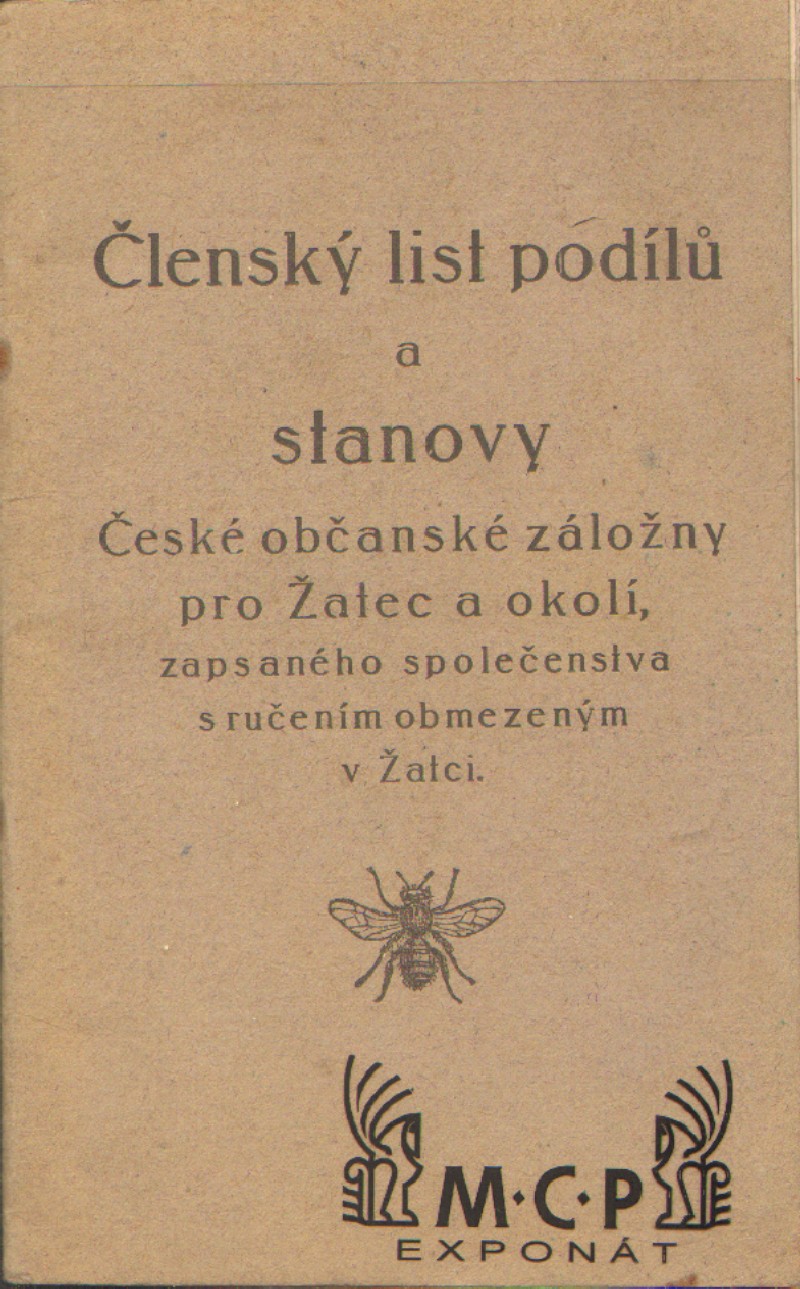 Členský list podílů
a
stanovy
České občanské záložny
pro Žatec a okolí,
zapsaného společenstva
s ručením obmezeným
v Žatci.
M·C·P
EXPONÁT